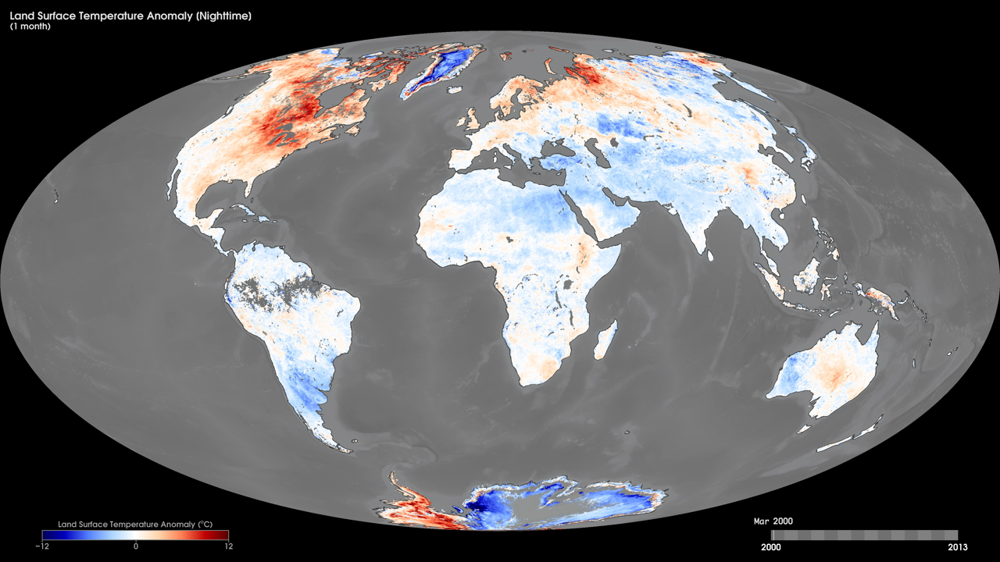 Land Surface Temperature Anomaly (Nighttime)
(1 month)
Land Surface Temperature Anomaly (°C)
−12 0 12
Mar 2000
2000 2013